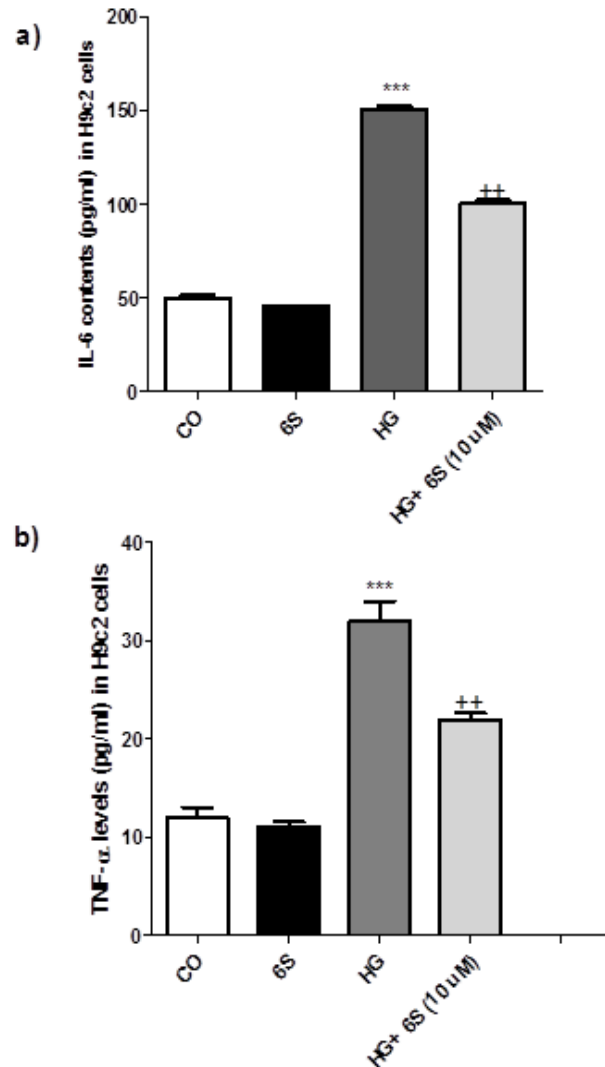 a)
IL-6 contents (pg/ml) in H9c2 cells
200
150
100
50
0
***
++
CO
6S
HG
HG+ 6S (10 uM)
b)
TNF-α levels (pg/ml) in H9c2 cells
40
30
20
10
0
***
++
CO
6S
HG
HG+ 6S (10 uM)